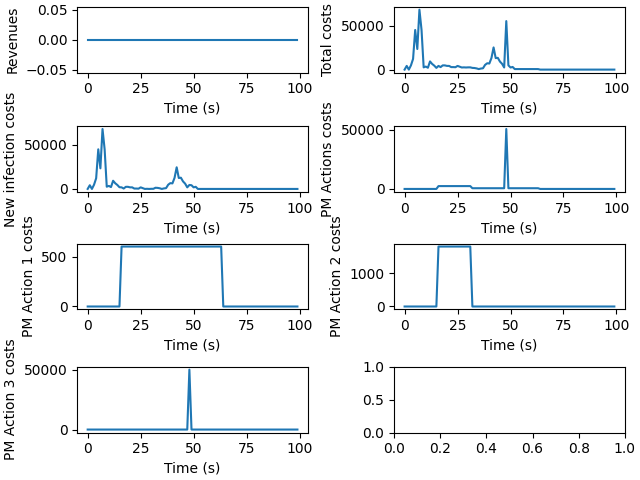 Revenues
0.05
0.00
−0.05
0 25 50 75 100
Time (s)
Total costs
50000
0
0 25 50 75 100
Time (s)
New infection costs
50000
0
0 25 50 75 100
Time (s)
PM Actions costs
50000
0
0 25 50 75 100
Time (s)
PM Action 1 costs
500
0
0 25 50 75 100
Time (s)
PM Action 2 costs
1000
0
0 25 50 75 100
Time (s)
PM Action 3 costs
50000
0
0 25 50 75 100
Time (s)
1.0
0.5
0.0
0.0 0.2 0.4 0.6 0.8 1.0